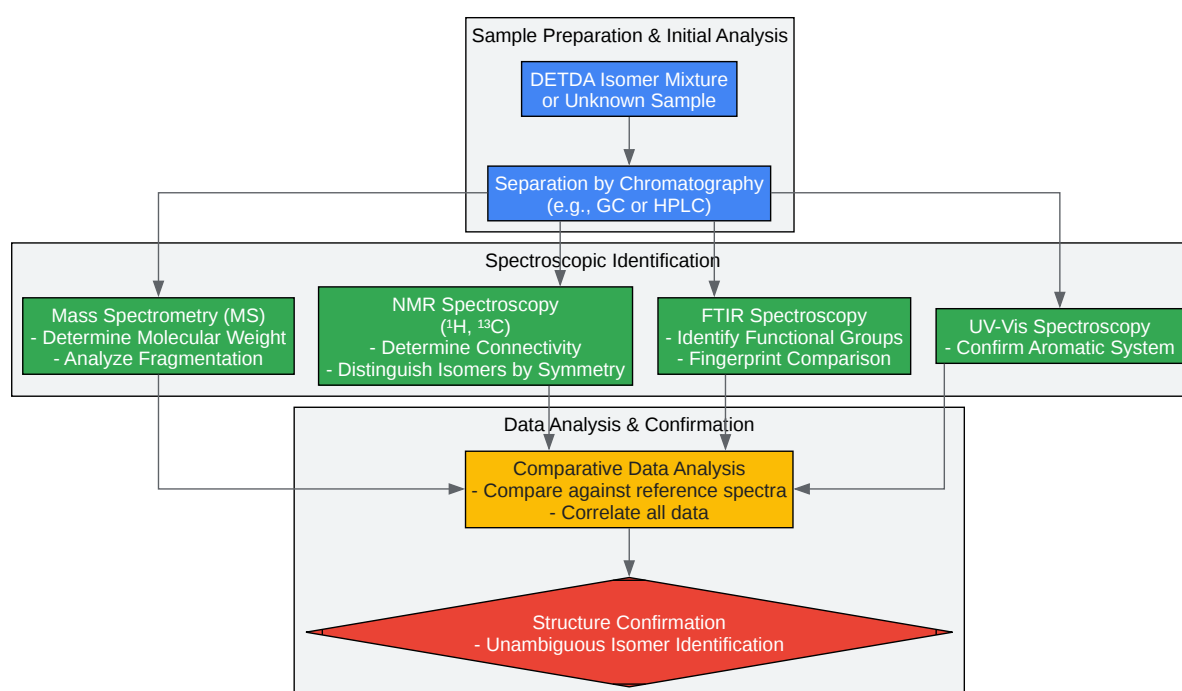 Sample Preparation & Initial Analysis
DETDA Isomer Mixture
or Unknown Sample
Separation by Chromatography
(e.g., GC or HPLC)
Spectroscopic Identification
Mass Spectrometry (MS)
- Determine Molecular Weight
- Analyze Fragmentation
NMR Spectroscopy
(¹H, ¹³C)
- Determine Connectivity
- Distinguish Isomers by Symmetry
FTIR Spectroscopy
- Identify Functional Groups
- Fingerprint Comparison
UV-Vis Spectroscopy
- Confirm Aromatic System
Data Analysis & Confirmation
Comparative Data Analysis
- Compare against reference spectra
- Correlate all data
Structure Confirmation
- Unambiguous Isomer Identification